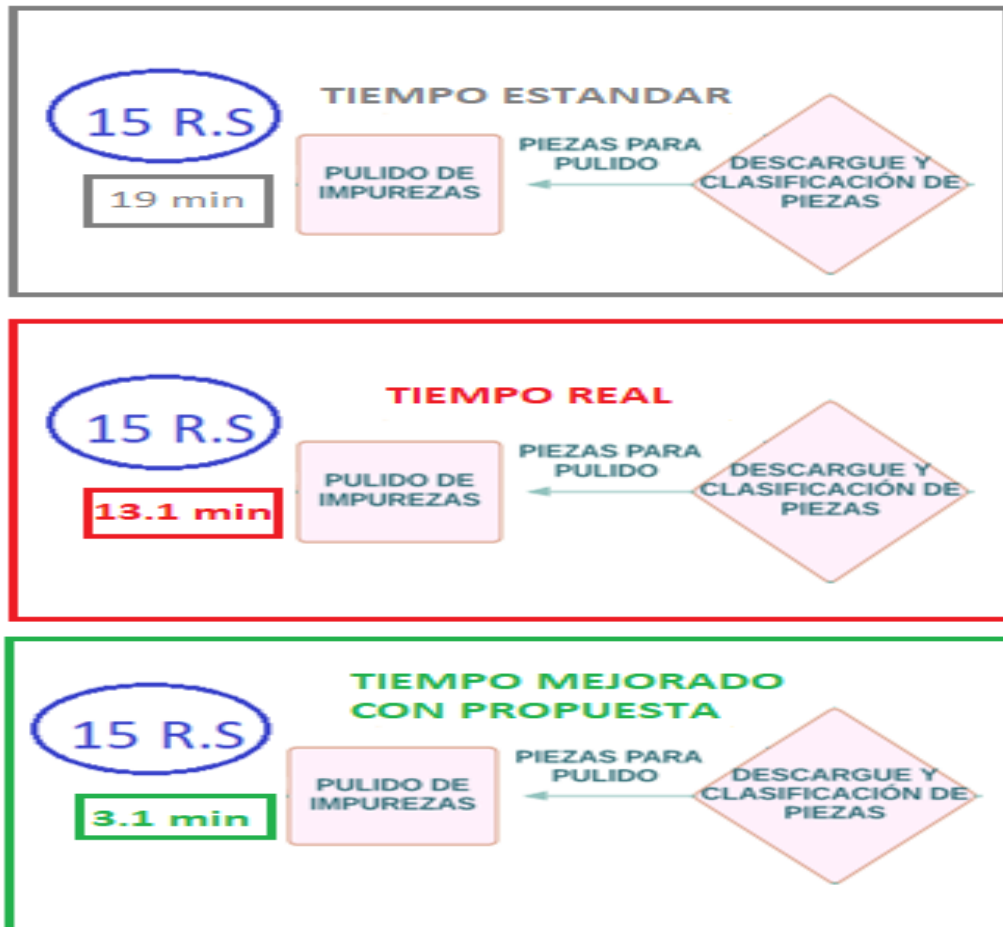 TIEMPO ESTANDAR
15 R.S
19 min
PULIDO DE
IMPUREZAS
PIEZAS PARA
PULIDO
DESCARGUE Y
CLASIFICACIÓN DE
PIEZAS
TIEMPO REAL
15 R.S
13.1 min
PULIDO DE
IMPUREZAS
PIEZAS PARA
PULIDO
DESCARGUE Y
CLASIFICACIÓN DE
PIEZAS
TIEMPO MEJORADO
CON PROPUESTA
15 R.S
3.1 min
PULIDO DE
IMPUREZAS
PIEZAS PARA
PULIDO
DESCARGUE Y
CLASIFICACIÓN DE
PIEZAS